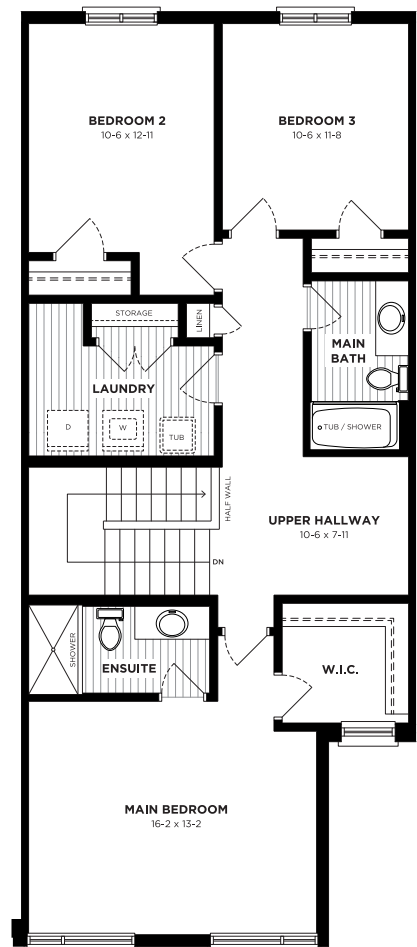 BEDROOM 2
10-6 x 12-11
BEDROOM 3
10-6 x 11-8
STORAGE
LINEN
MAIN
BATH
LAUNDRY
D
W
TUB
TUB / SHOWER
HALF WALL
UPPER HALLWAY
10-6 x 7-11
DN
SHOWER
ENSUITE
W.I.C.
MAIN BEDROOM
16-2 x 13-2